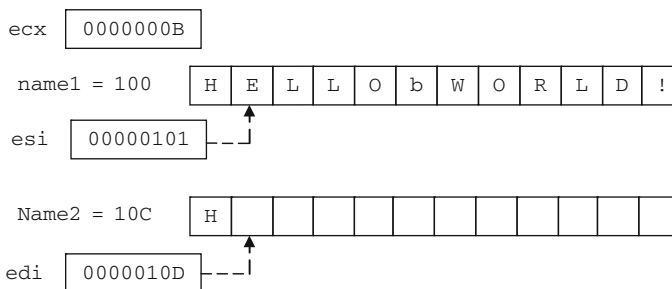 ecx 0000000B
name1 = 100 H E L L O b W O R L D !
esi 00000101
Name2 = 10C H
edi 0000010D